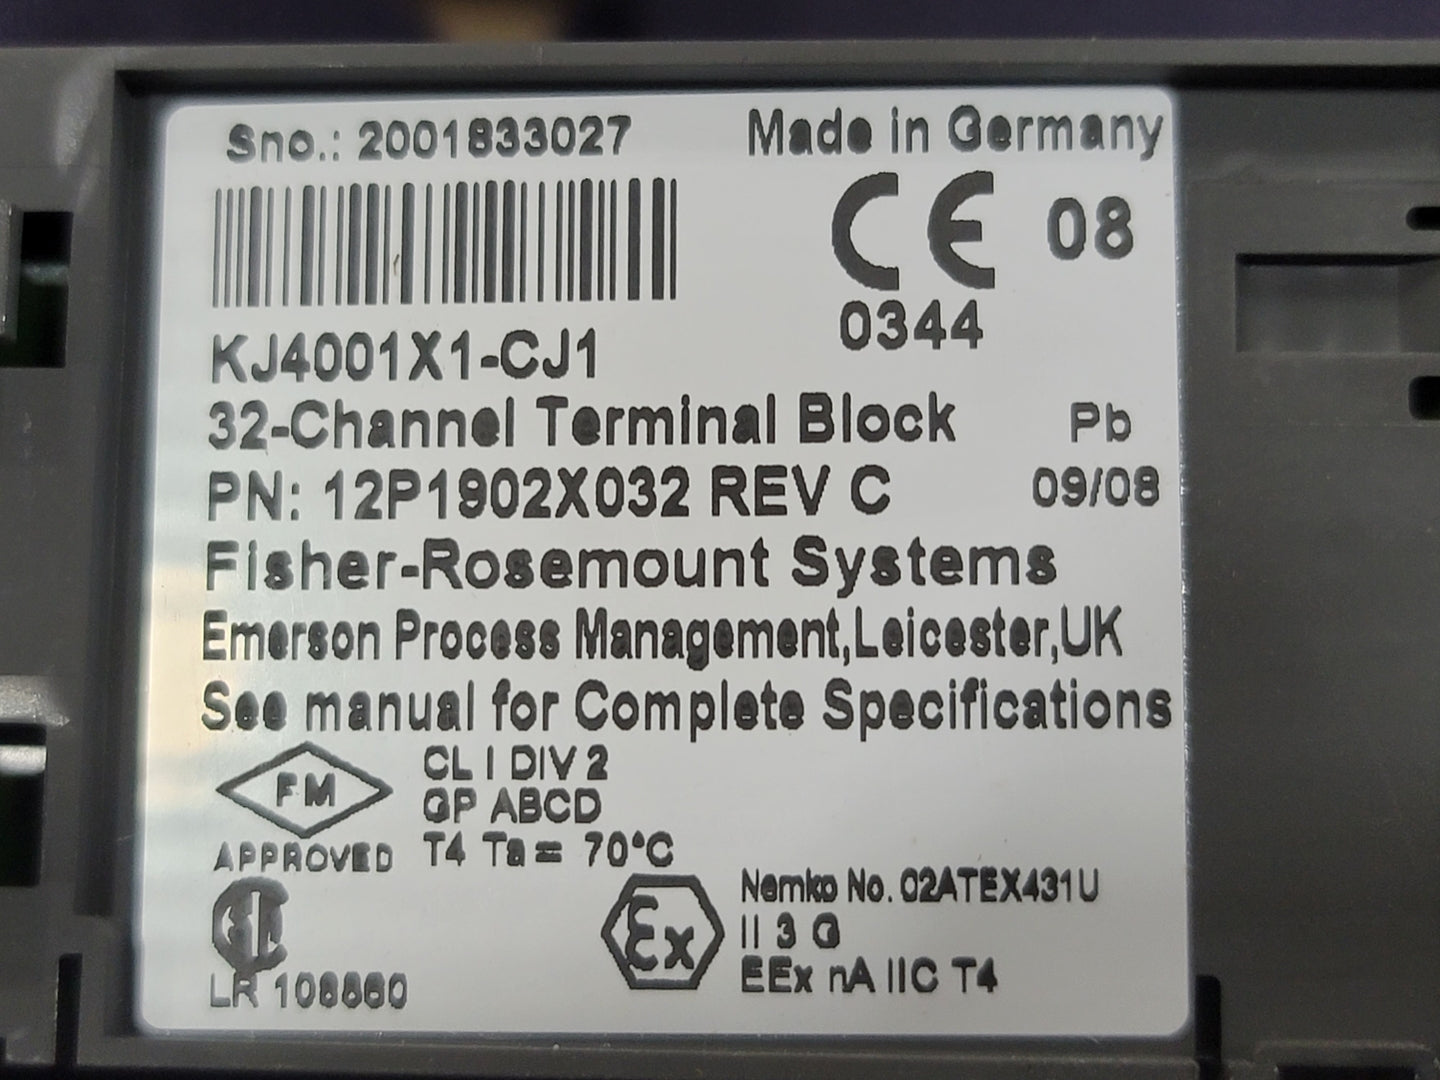 Sno.: 2001833027
Made in Germany
CE 08
0344
KJ4001X1-CJ1
32-Channel Terminal Block
Pb
PN: 12P1902X032 REV C
09/08
Fisher-Rosemount Systems
Emerson Process Management,Leicester,UK
See manual for Complete Specifications
FM
APPROVED
CL I DIV 2
GP ABCD
T4 Ta = 70°C
LR 108860
Ex
Nemko No. 02ATEX431U
II 3 G
EEx nA IIC T4